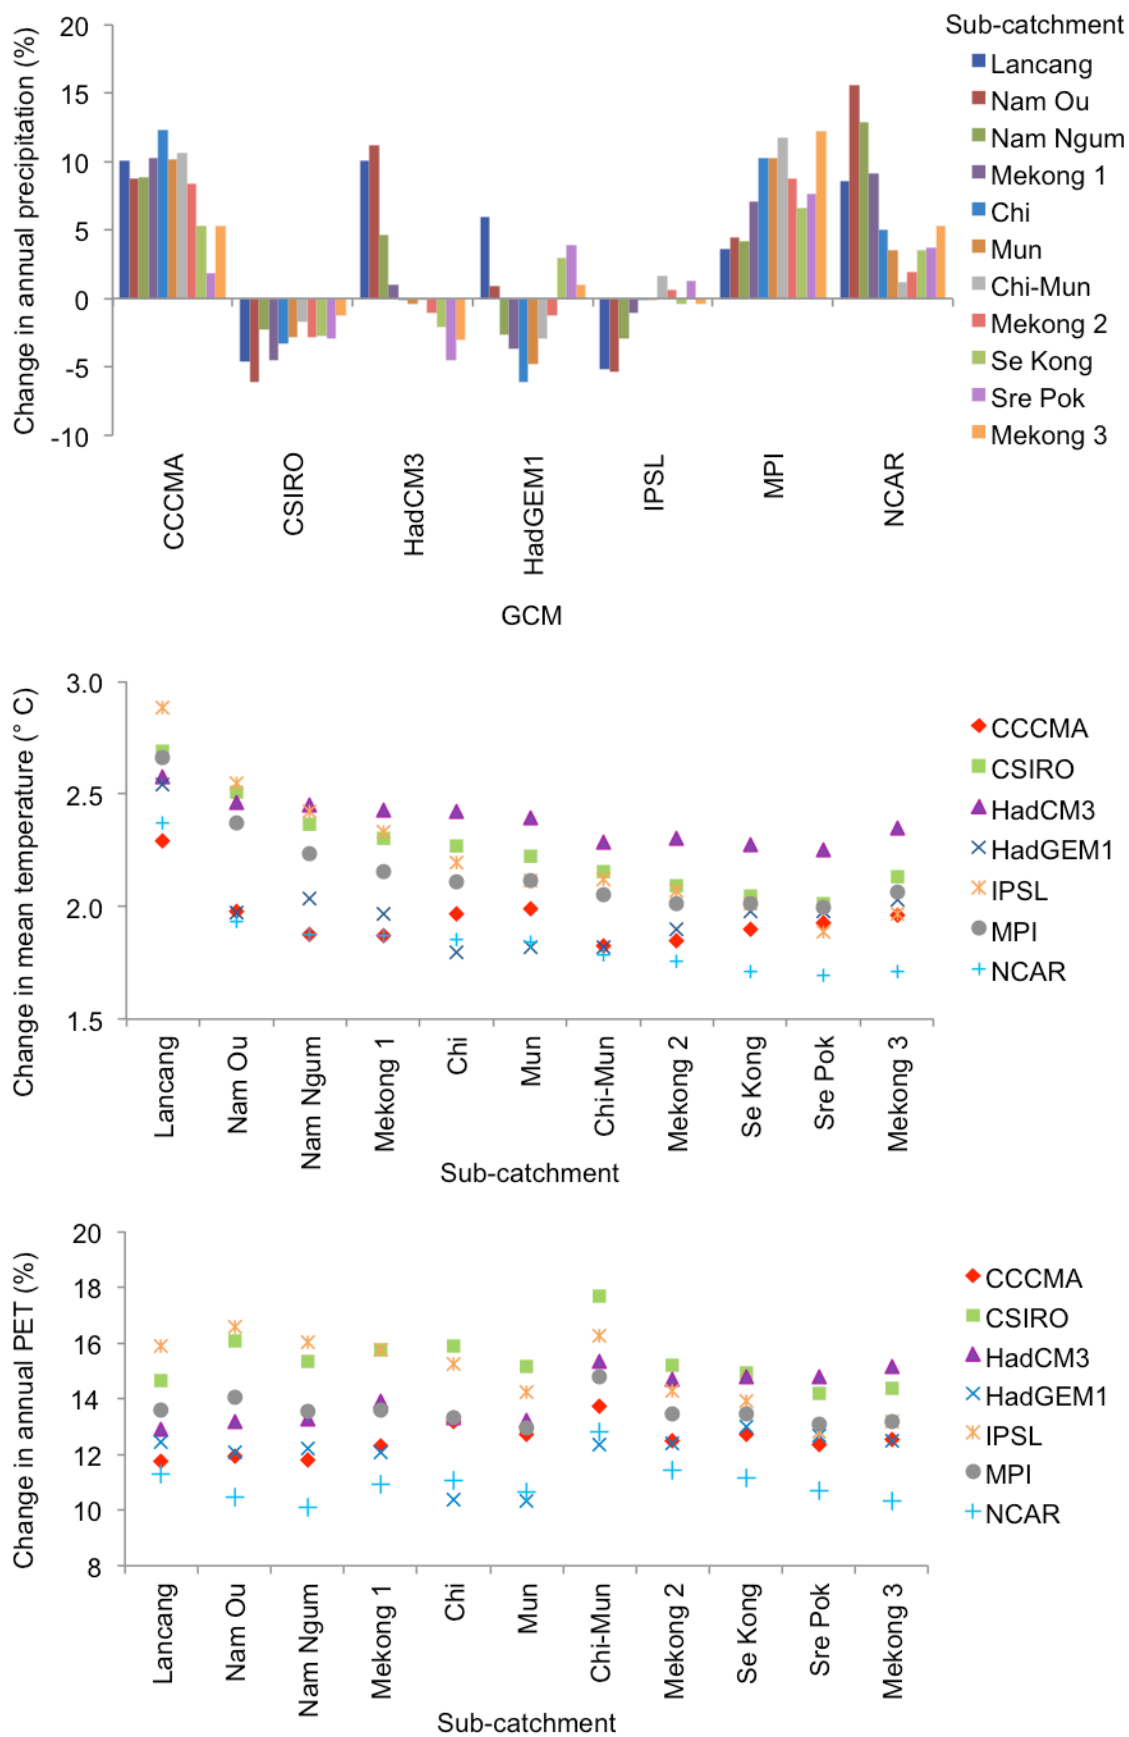 Change in annual precipitation (%)
20
15
10
5
0
-5
-10
CCCMA
CSIRO
HadCM3
HadGEM1
IPSL
MPI
NCAR
GCM
Sub-catchment
Lancang
Nam Ou
Nam Ngum
Mekong 1
Chi
Mun
Chi-Mun
Mekong 2
Se Kong
Sre Pok
Mekong 3
Change in mean temperature (° C)
3.0
2.5
2.0
1.5
Lancang
Nam Ou
Nam Ngum
Mekong 1
Chi
Mun
Chi-Mun
Mekong 2
Se Kong
Sre Pok
Mekong 3
Sub-catchment
CCCMA
CSIRO
HadCM3
HadGEM1
IPSL
MPI
NCAR
Change in annual PET (%)
20
18
16
14
12
10
8
Lancang
Nam Ou
Nam Ngum
Mekong 1
Chi
Mun
Chi-Mun
Mekong 2
Se Kong
Sre Pok
Mekong 3
Sub-catchment
CCCMA
CSIRO
HadCM3
HadGEM1
IPSL
MPI
NCAR